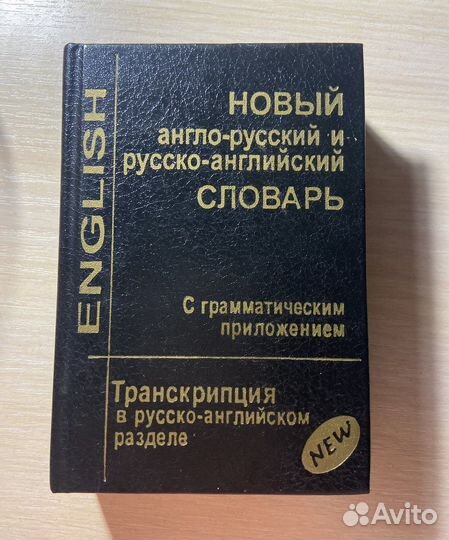 ENGLISH
НОВЫЙ
англо-русский и
русско-английский
СЛОВАРЬ
С грамматическим
приложением
Транскрипция
в русско-английском
разделе
NEW
Avito